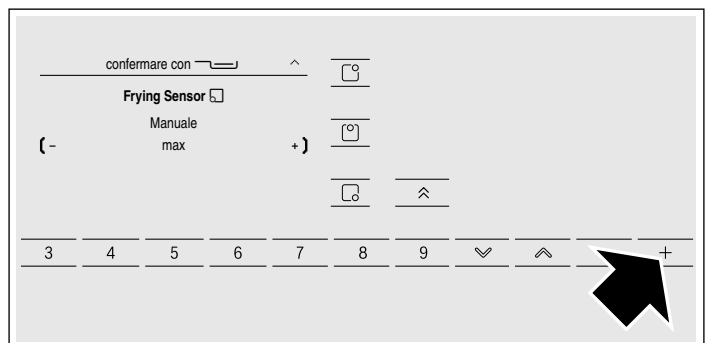 confermare con
Frying Sensor
Manuale
- max +
3 4 5 6 7 8 9 +